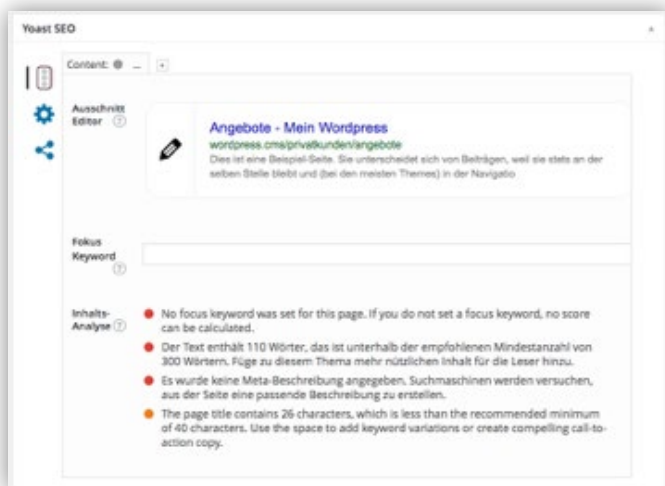 Yoast SEO
Content:
Ausschnitt
Editor
Angebote - Mein Wordpress
wordpress.cms/privatkunden/angebote
Dies ist eine Beispiel-Seite. Sie unterscheidet sich von Beiträgen, weil sie stets an der
selben Stelle bleibt und (bei den meisten Themes) in der Navigatio
Fokus
Keyword
Inhalts-
Analyse
No focus keyword was set for this page. If you do not set a focus keyword, no score
can be calculated.
Der Text enthält 110 Wörter, das ist unterhalb der empfohlenen Mindestanzahl von
300 Wörtern. Füge zu diesem Thema mehr nützlichen Inhalt für die Leser hinzu.
Es wurde keine Meta-Beschreibung angegeben. Suchmaschinen werden versuchen,
aus der Seite eine passende Beschreibung zu erstellen.
The page title contains 26 characters, which is less than the recommended minimum
of 40 characters. Use the space to add keyword variations or create compelling call-to-
action copy.